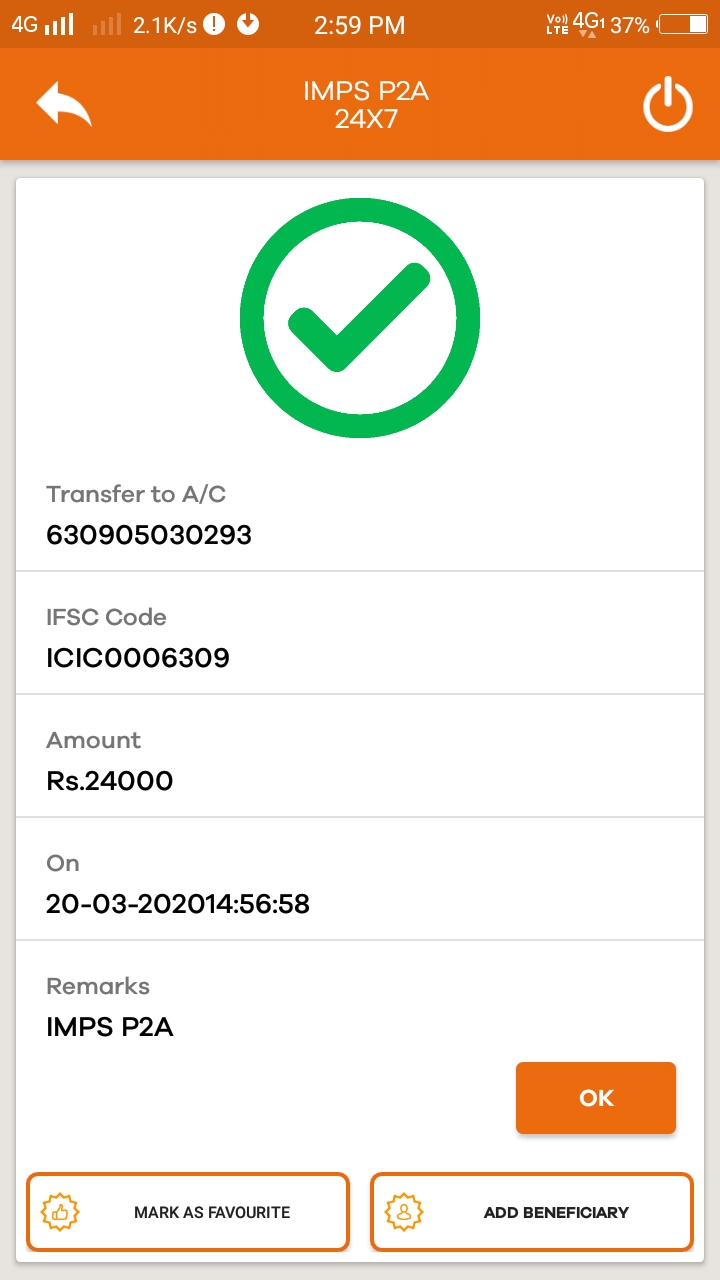 4G 2.1K/s 2:59 PM Vo)) LTE 4G1 37%
IMPS P2A
24X7
Transfer to A/C
630905030293
IFSC Code
ICIC0006309
Amount
Rs.24000
On
20-03-202014:56:58
Remarks
IMPS P2A
OK
MARK AS FAVOURITE ADD BENEFICIARY